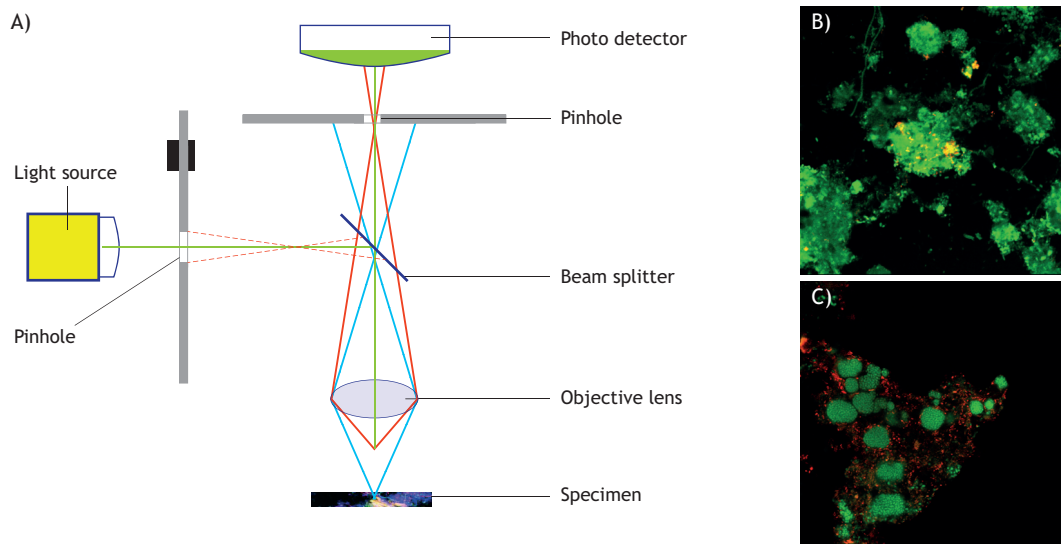 A)
Photo detector
Pinhole
Light source
Beam splitter
Pinhole
Objective lens
Specimen
B)
C)